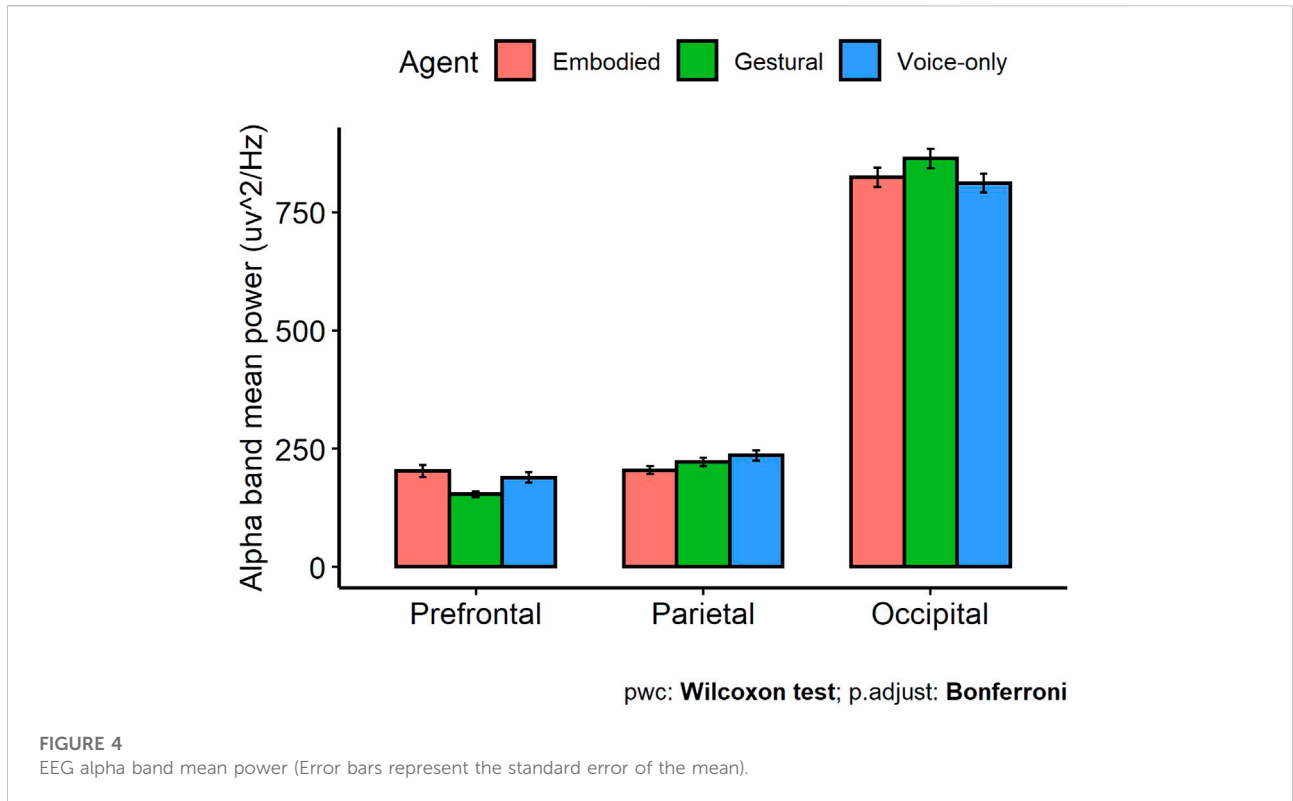 Agent Embodied Gestural Voice-only
Alpha band mean power (uv^2/Hz)
750
500
250
0
Prefrontal Parietal Occipital
pwc: Wilcoxon test; p.adjust: Bonferroni
FIGURE 4
EEG alpha band mean power (Error bars represent the standard error of the mean).